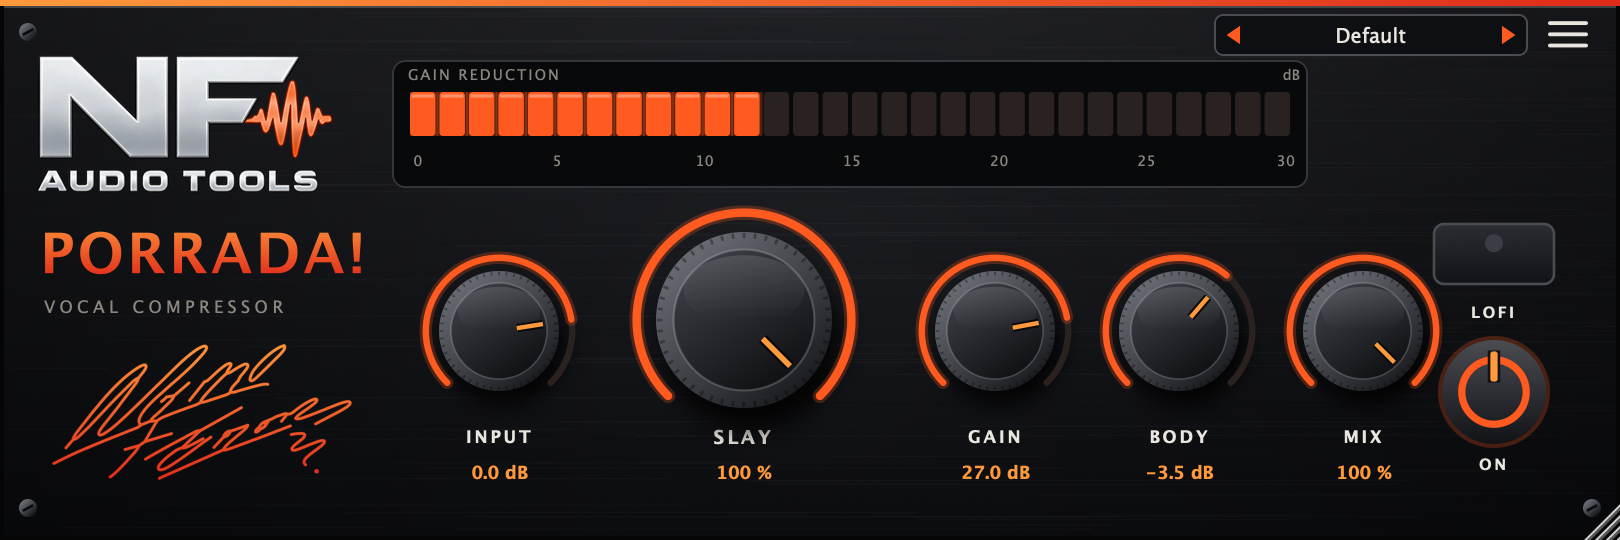 Default
GAIN REDUCTION dB
0 5 10 15 20 25 30
NF
AUDIO TOOLS
PORRADA!
VOCAL COMPRESSOR
LOFI
INPUT SLAY GAIN BODY MIX
0.0 dB 100 % 27.0 dB −3.5 dB 100 %
ON